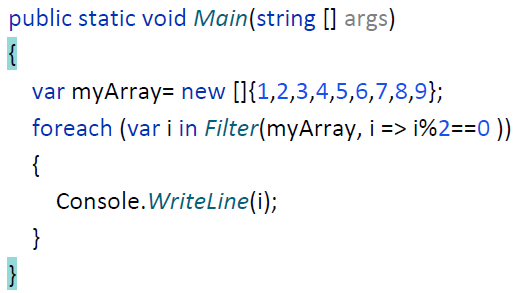 public static void Main(string [] args)
{
var myArray= new []{1,2,3,4,5,6,7,8,9};
foreach (var i in Filter(myArray, i => i%2==0 ))
{
Console.WriteLine(i);
}
}